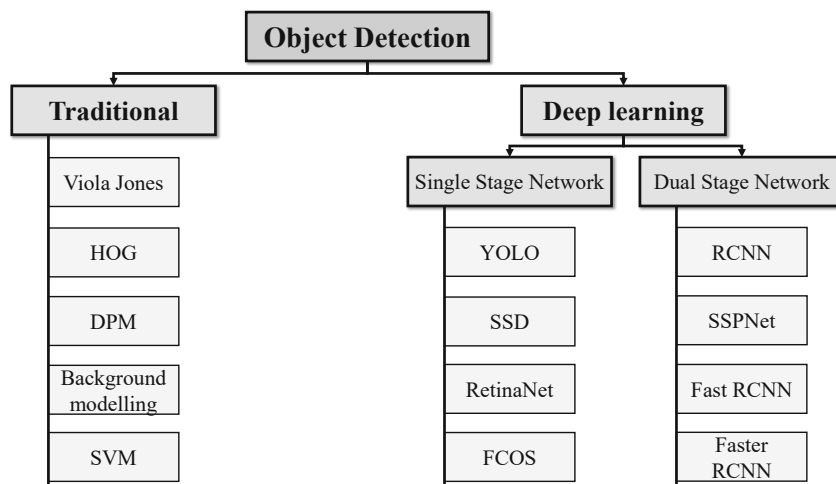 Object Detection
Traditional
Deep learning
Single Stage Network
Dual Stage Network
Viola Jones
HOG
DPM
Background
modelling
SVM
YOLO
SSD
RetinaNet
FCOS
RCNN
SSPNet
Fast RCNN
Faster
RCNN